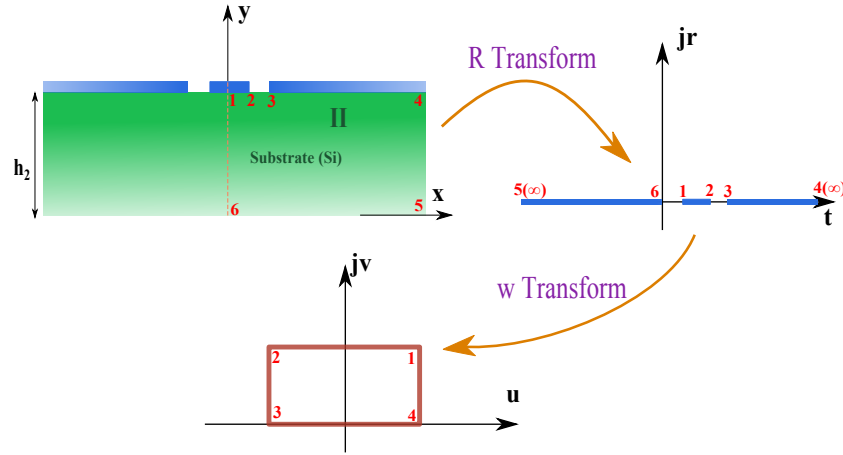 y
jr
R Transform
1 2 3 4
II
Substrate (Si)
h2
x
6 5
5(∞) 6 1 2 3 4(∞)
t
jv
w Transform
2 1
3 4
u